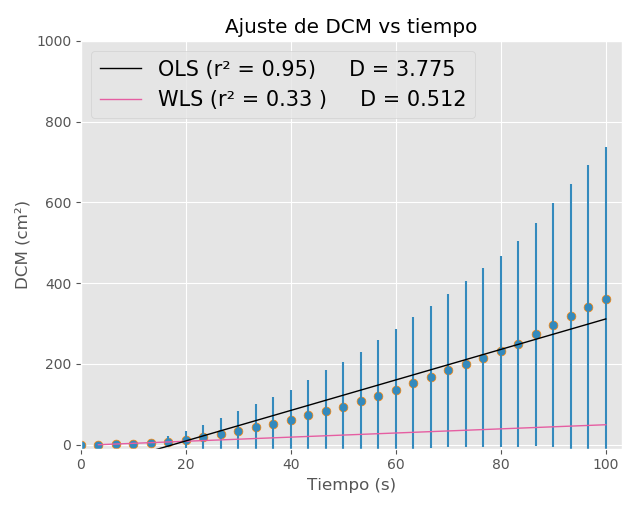 Ajuste de DCM vs tiempo
OLS (r² = 0.95) D = 3.775
WLS (r² = 0.33 ) D = 0.512
1000
800
600
400
200
0
DCM (cm²)
0 20 40 60 80 100
Tiempo (s)